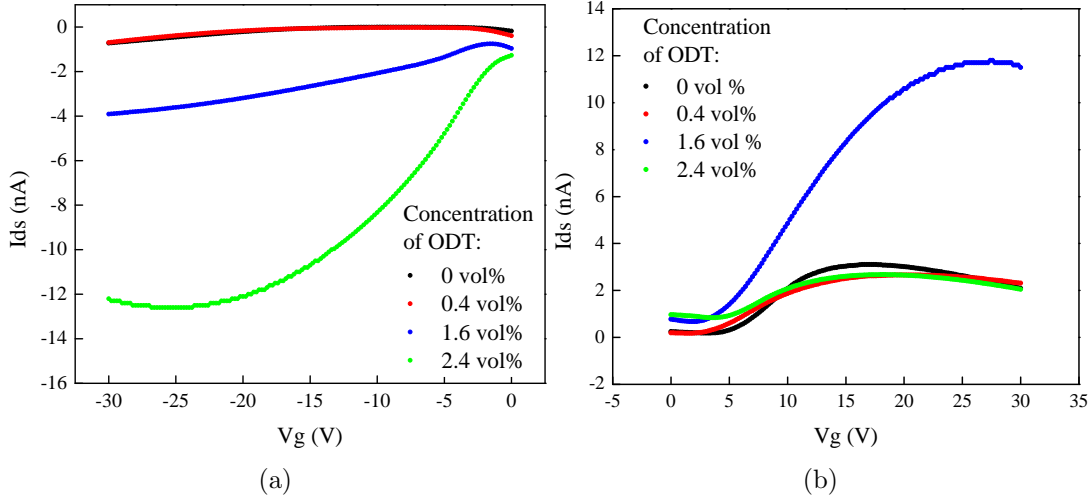 0
-2
-4
-6
-8
-10
-12
-14
-16
-30 -25 -20 -15 -10 -5 0
Ids (nA)
Vg (V)
Concentration
of ODT:
0 vol%
0.4 vol%
1.6 vol%
2.4 vol%
(a)
14
12
10
8
6
4
2
0
-2
0 5 10 15 20 25 30 35
Ids (nA)
Vg (V)
Concentration
of ODT:
0 vol %
0.4 vol%
1.6 vol %
2.4 vol%
(b)